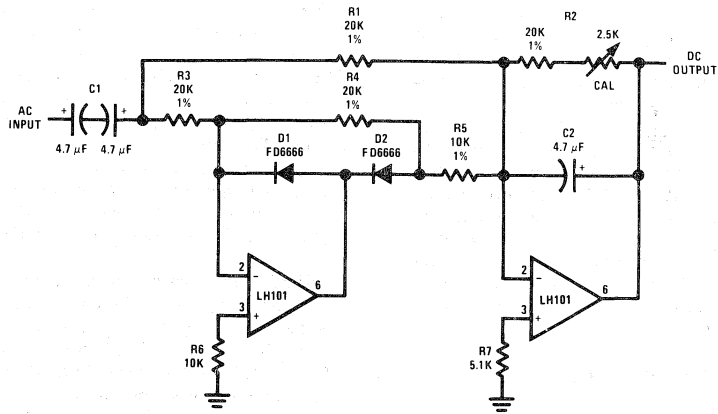 R1
20K
1%
R2
20K
1%
2.5K
CAL
DC
OUTPUT
AC
INPUT
C1
+
+
4.7 µF
4.7 µF
R3
20K
1%
R4
20K
1%
D1
FD6666
D2
FD6666
R5
10K
1%
C2
4.7 µF
+
2
−
LH101
6
3
+
R6
10K
2
−
LH101
6
3
+
R7
5.1K